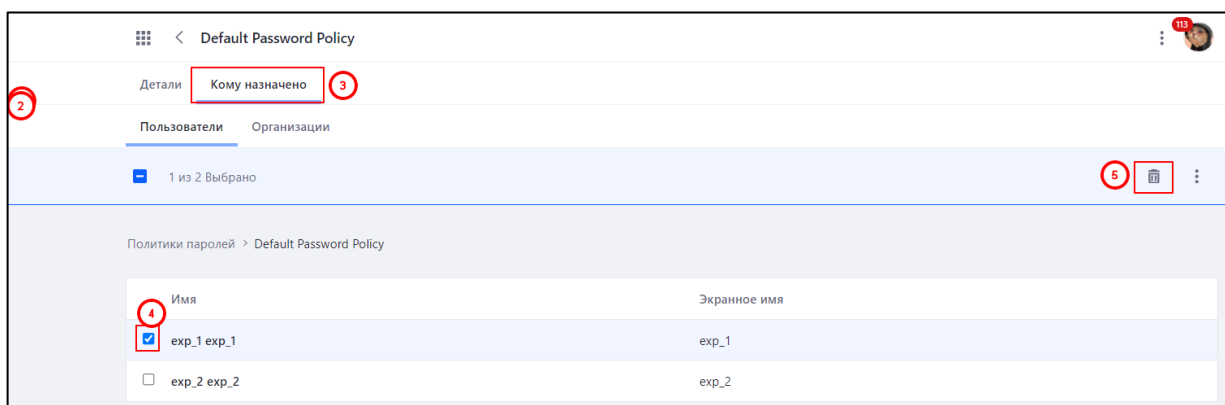 Default Password Policy
113
Детали Кому назначено 3
2
Пользователи Организации
1 из 2 Выбрано
5
Политики паролей > Default Password Policy
Имя Экранное имя
4
exp_1 exp_1 exp_1
exp_2 exp_2 exp_2